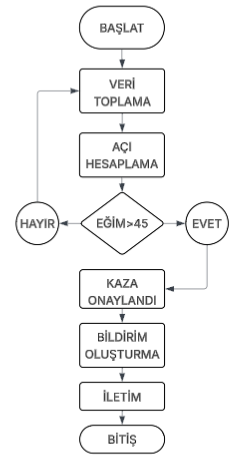 BAŞLAT
VERİ
TOPLAMA
AÇI
HESAPLAMA
HAYIR
EĞİM>45
EVET
KAZA
ONAYLANDI
BİLDİRİM
OLUŞTURMA
İLETİM
BİTİŞ